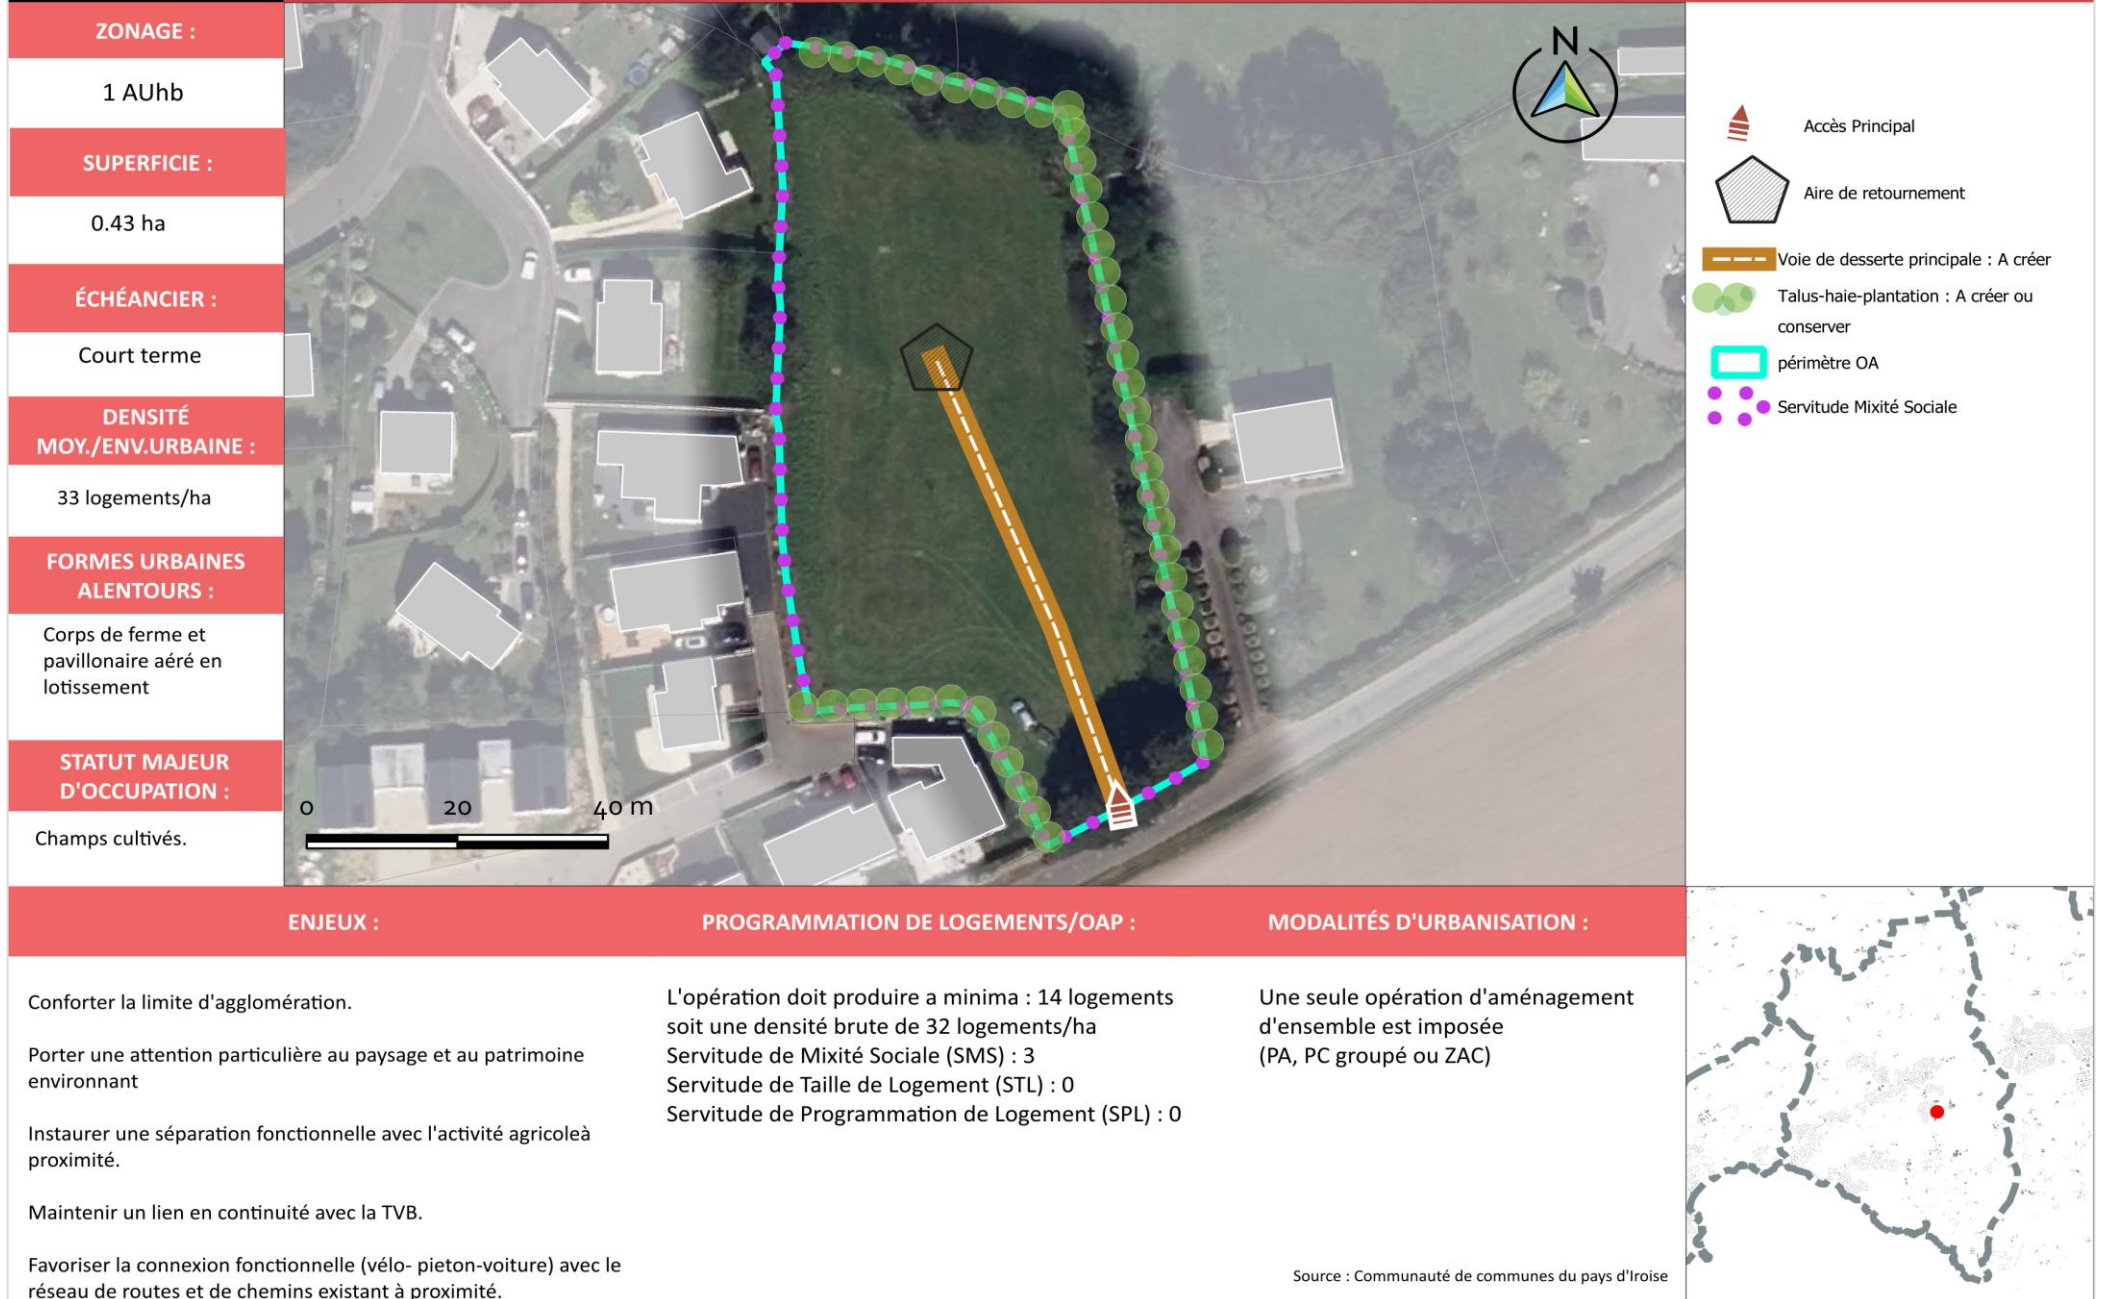 ZONAGE :
1 AUhb
SUPERFICIE :
0.43 ha
ÉCHÉANCIER :
Court terme
DENSITÉ
MOY./ENV.URBAINE :
33 logements/ha
FORMES URBAINES
ALENTOURS :
Corps de ferme et
pavillonaire aéré en
lotissement
STATUT MAJEUR
D'OCCUPATION :
Champs cultivés.
N
0 20 40 m
Accès Principal
Aire de retournement
Voie de desserte principale : A créer
Talus-haie-plantation : A créer ou
conserver
périmètre OA
Servitude Mixité Sociale
ENJEUX :
Conforter la limite d'agglomération.
Porter une attention particulière au paysage et au patrimoine
environnant
Instaurer une séparation fonctionnelle avec l'activité agricoleà
proximité.
Maintenir un lien en continuité avec la TVB.
Favoriser la connexion fonctionnelle (vélo- pieton-voiture) avec le
réseau de routes et de chemins existant à proximité.
PROGRAMMATION DE LOGEMENTS/OAP :
L'opération doit produire a minima : 14 logements
soit une densité brute de 32 logements/ha
Servitude de Mixité Sociale (SMS) : 3
Servitude de Taille de Logement (STL) : 0
Servitude de Programmation de Logement (SPL) : 0
MODALITÉS D'URBANISATION :
Une seule opération d'aménagement
d'ensemble est imposée
(PA, PC groupé ou ZAC)
Source : Communauté de communes du pays d'Iroise